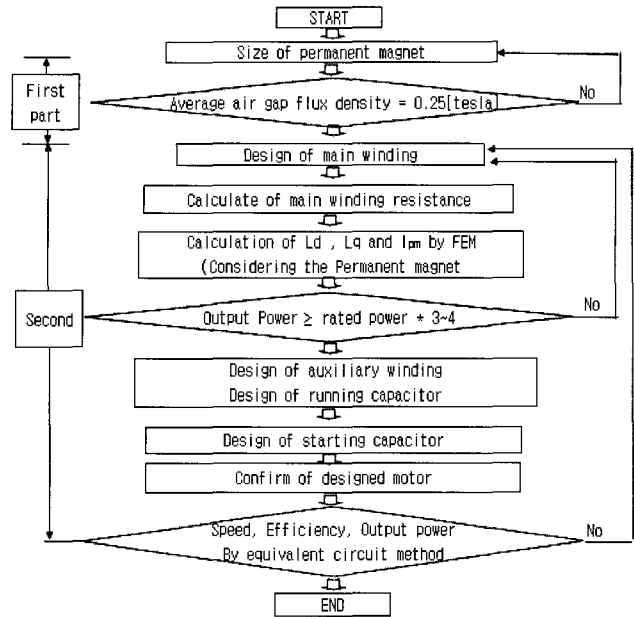 START
Size of permanent magnet
First
part
Average air gap flux density = 0.25[tesla]
No
Design of main winding
Calculate of main winding resistance
Calculation of Ld , Lq and Ipm by FEM
(Considering the Permanent magnet
Second
Output Power ≥ rated power * 3~4
No
Design of auxiliary winding
Design of running capacitor
Design of starting capacitor
Confirm of designed motor
Speed, Efficiency, Output power
By equivalent circuit method
No
END